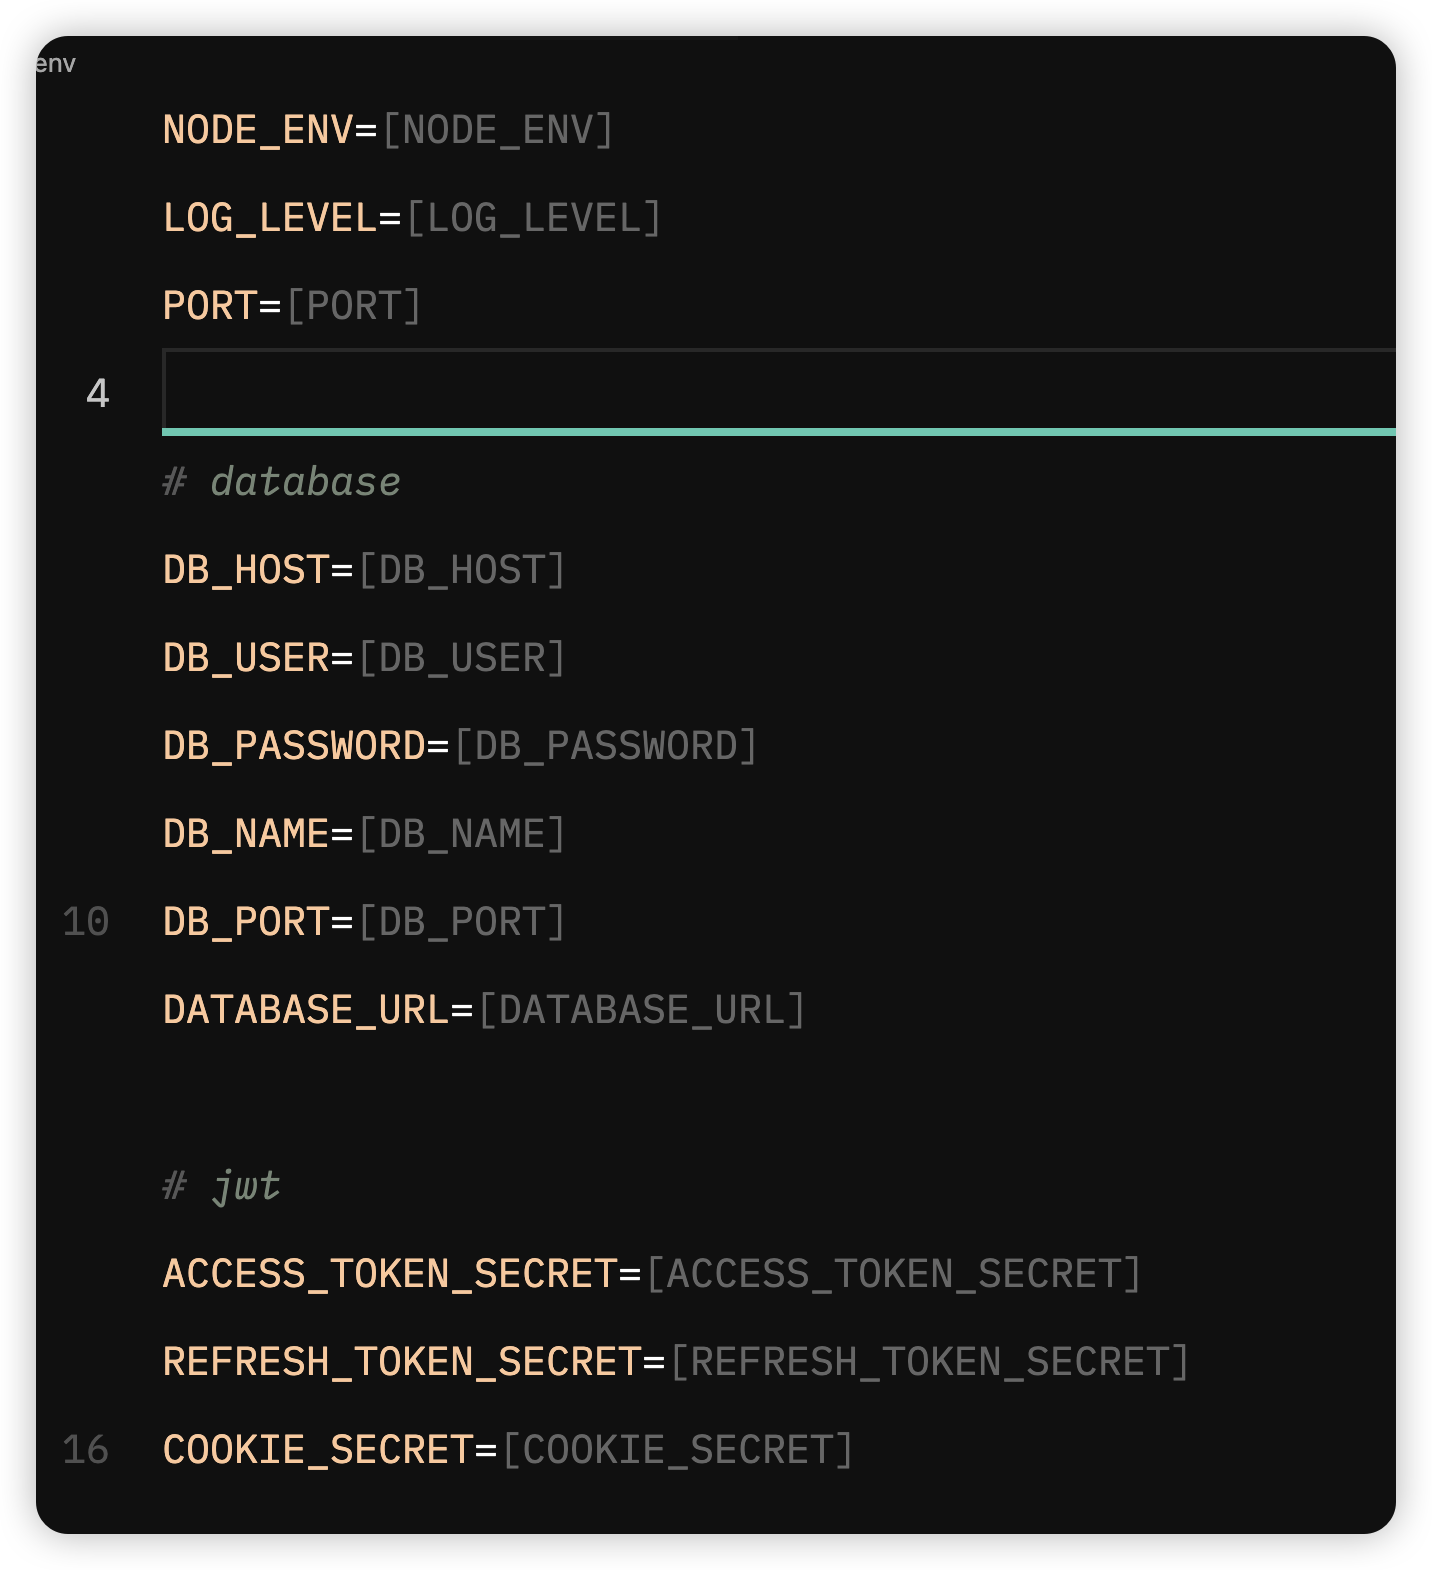 env
NODE_ENV=[NODE_ENV]
LOG_LEVEL=[LOG_LEVEL]
PORT=[PORT]
4
# database
DB_HOST=[DB_HOST]
DB_USER=[DB_USER]
DB_PASSWORD=[DB_PASSWORD]
DB_NAME=[DB_NAME]
10 DB_PORT=[DB_PORT]
DATABASE_URL=[DATABASE_URL]
# jwt
ACCESS_TOKEN_SECRET=[ACCESS_TOKEN_SECRET]
REFRESH_TOKEN_SECRET=[REFRESH_TOKEN_SECRET]
16 COOKIE_SECRET=[COOKIE_SECRET]